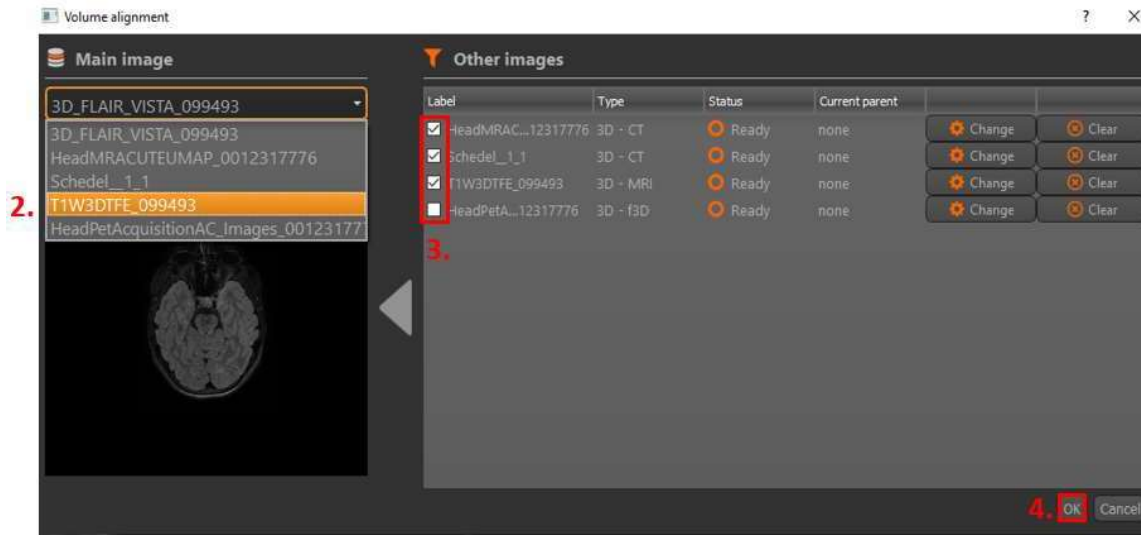 Volume alignment
?
Main image
Other images
3D_FLAIR_VISTA_099493
3D_FLAIR_VISTA_099493
HeadMRACUTEUMAP_0012317776
Schedel__1_1
T1W3DTFE_099493
HeadPetAcquisitionAC_Images_00123177
2.
Label Type Status Current parent
HeadMRAC...12317776 3D - CT Ready none Change Clear
Schedel__1_1 3D - CT Ready none Change Clear
T1W3DTFE_099493 3D - MRI Ready none Change Clear
HeadPetA...12317776 3D - f3D Ready none Change Clear
3.
4. OK Cancel